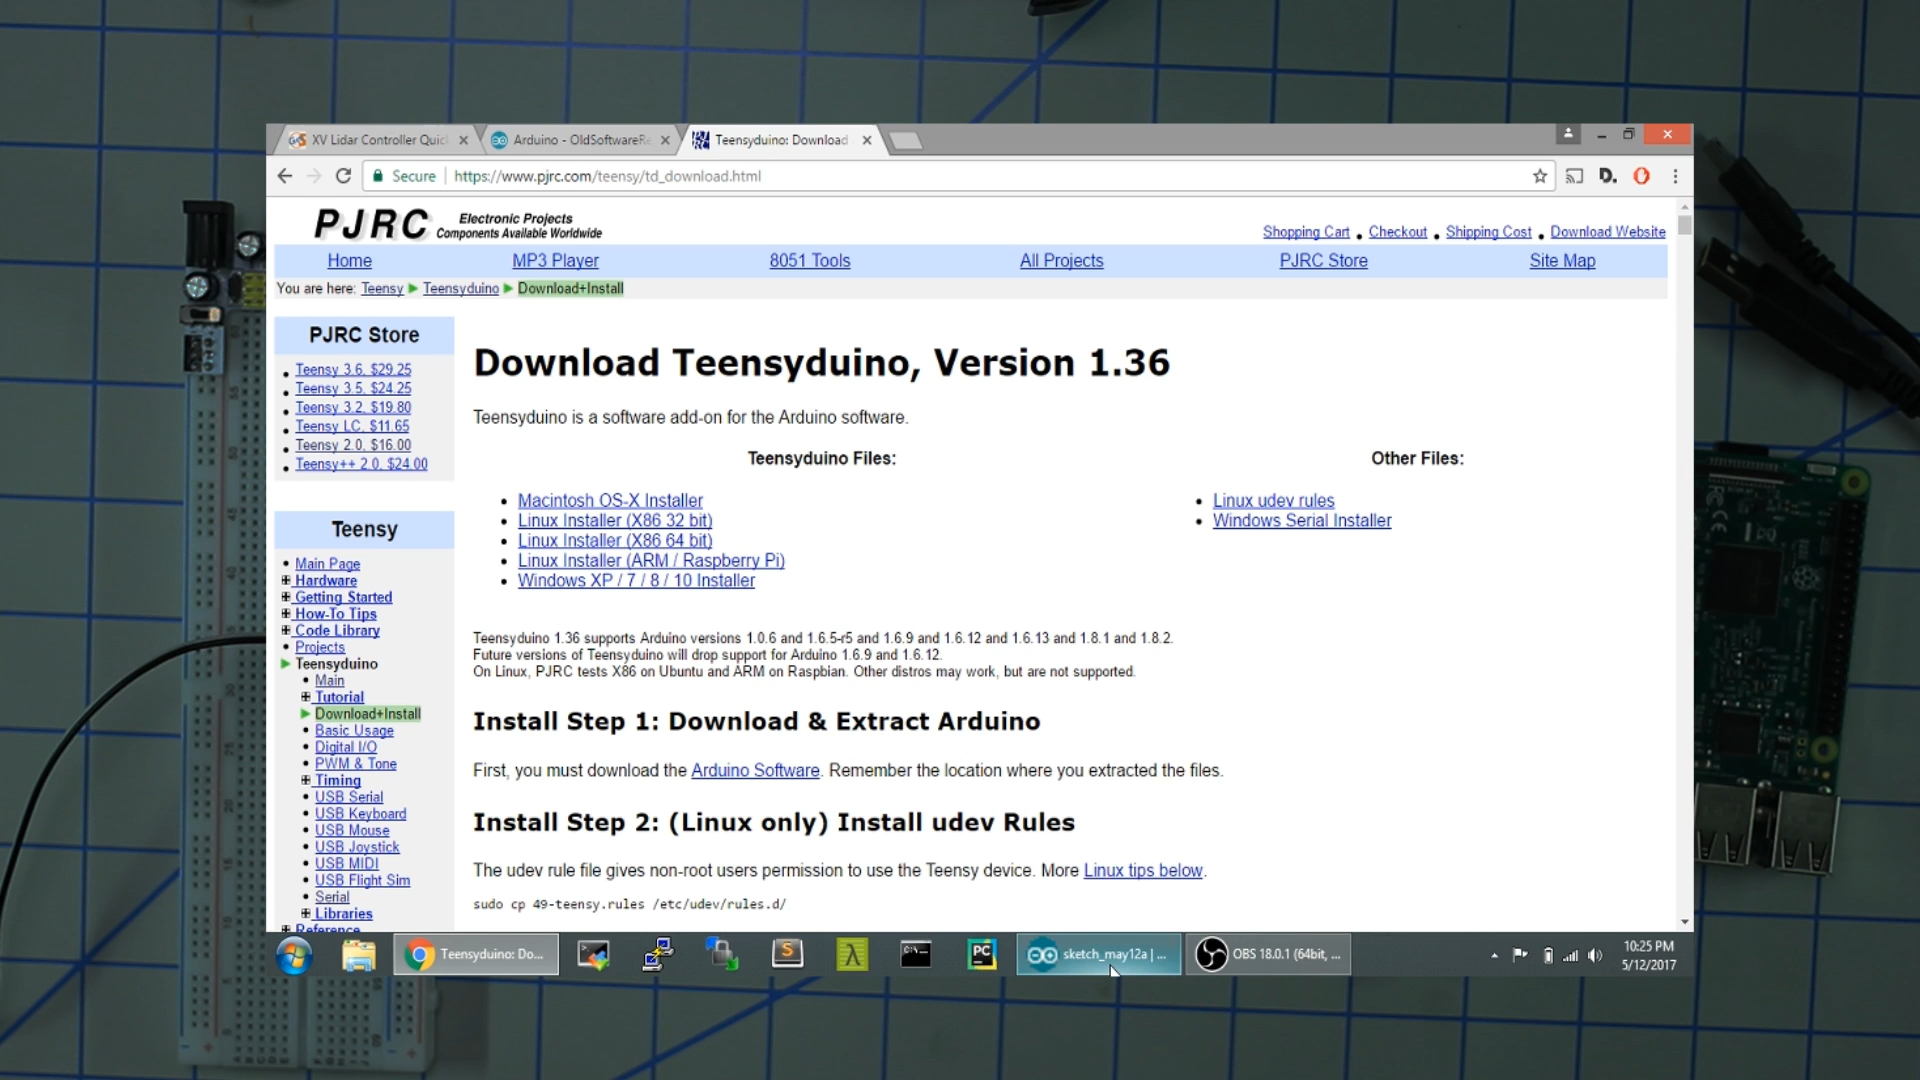 XV Lidar Controller Quic
Arduino - OldSoftwareRe
Teensyduino: Download
Secure
https://www.pjrc.com/teensy/td_download.html
PJRC
Electronic Projects
Components Available Worldwide
Shopping Cart
Checkout
Shipping Cost
Download Website
Home
MP3 Player
8051 Tools
All Projects
PJRC Store
Site Map
You are here: Teensy Teensyduino Download+Install
PJRC Store
Teensy 3.6, $29.25
Teensy 3.5, $24.25
Teensy 3.2, $19.80
Teensy LC, $11.65
Teensy 2.0, $16.00
Teensy++ 2.0, $24.00
Teensy
Main Page
Hardware
Getting Started
How-To Tips
Code Library
Projects
Teensyduino
Main
Tutorial
Download+Install
Basic Usage
Digital I/O
PWM & Tone
Timing
USB Serial
USB Keyboard
USB Mouse
USB Joystick
USB MIDI
USB Flight Sim
Serial
Libraries
Reference
Download Teensyduino, Version 1.36
Teensyduino is a software add-on for the Arduino software.
Teensyduino Files:
Macintosh OS-X Installer
Linux Installer (X86 32 bit)
Linux Installer (X86 64 bit)
Linux Installer (ARM / Raspberry Pi)
Windows XP / 7 / 8 / 10 Installer
Other Files:
Linux udev rules
Windows Serial Installer
Teensyduino 1.36 supports Arduino versions 1.0.6 and 1.6.5-r5 and 1.6.9 and 1.6.12 and 1.6.13 and 1.8.1 and 1.8.2.
Future versions of Teensyduino will drop support for Arduino 1.6.9 and 1.6.12.
On Linux, PJRC tests X86 on Ubuntu and ARM on Raspbian. Other distros may work, but are not supported.
Install Step 1: Download & Extract Arduino
First, you must download the Arduino Software. Remember the location where you extracted the files.
Install Step 2: (Linux only) Install udev Rules
The udev rule file gives non-root users permission to use the Teensy device. More Linux tips below.
sudo cp 49-teensy.rules /etc/udev/rules.d/
Teensyduino: Do...
PC
sketch_may12a | ...
OBS 18.0.1 (64bit, ...
10:25 PM
5/12/2017